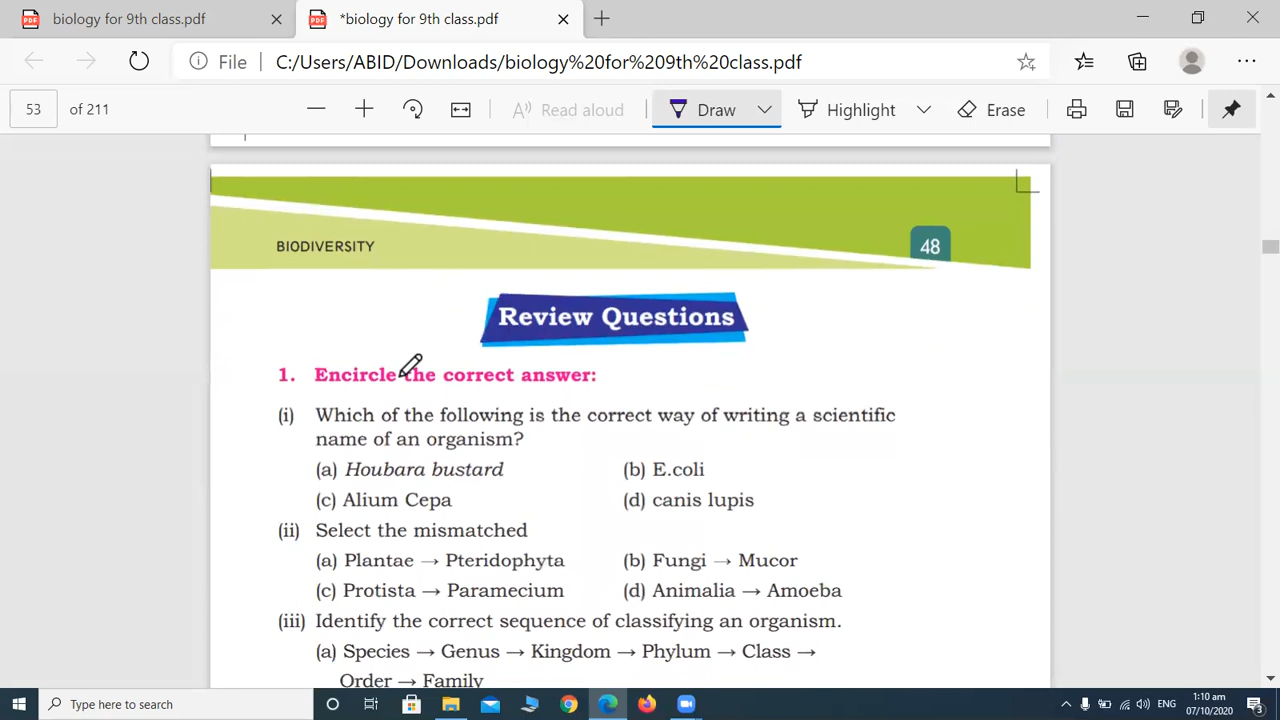 biology for 9th class.pdf
*biology for 9th class.pdf
File
C:/Users/ABID/Downloads/biology%20for%209th%20class.pdf
53 of 211
Read aloud
Draw
Highlight
Erase
BIODIVERSITY
48
Review Questions
1. Encircle the correct answer:
(i) Which of the following is the correct way of writing a scientific
name of an organism?
(a) Houbara bustard (b) E.coli
(c) Alium Cepa (d) canis lupis
(ii) Select the mismatched
(a) Plantae → Pteridophyta (b) Fungi → Mucor
(c) Protista → Paramecium (d) Animalia → Amoeba
(iii) Identify the correct sequence of classifying an organism.
(a) Species → Genus → Kingdom → Phylum → Class →
Order → Family
Type here to search
ENG
1:10 am
07/10/2020